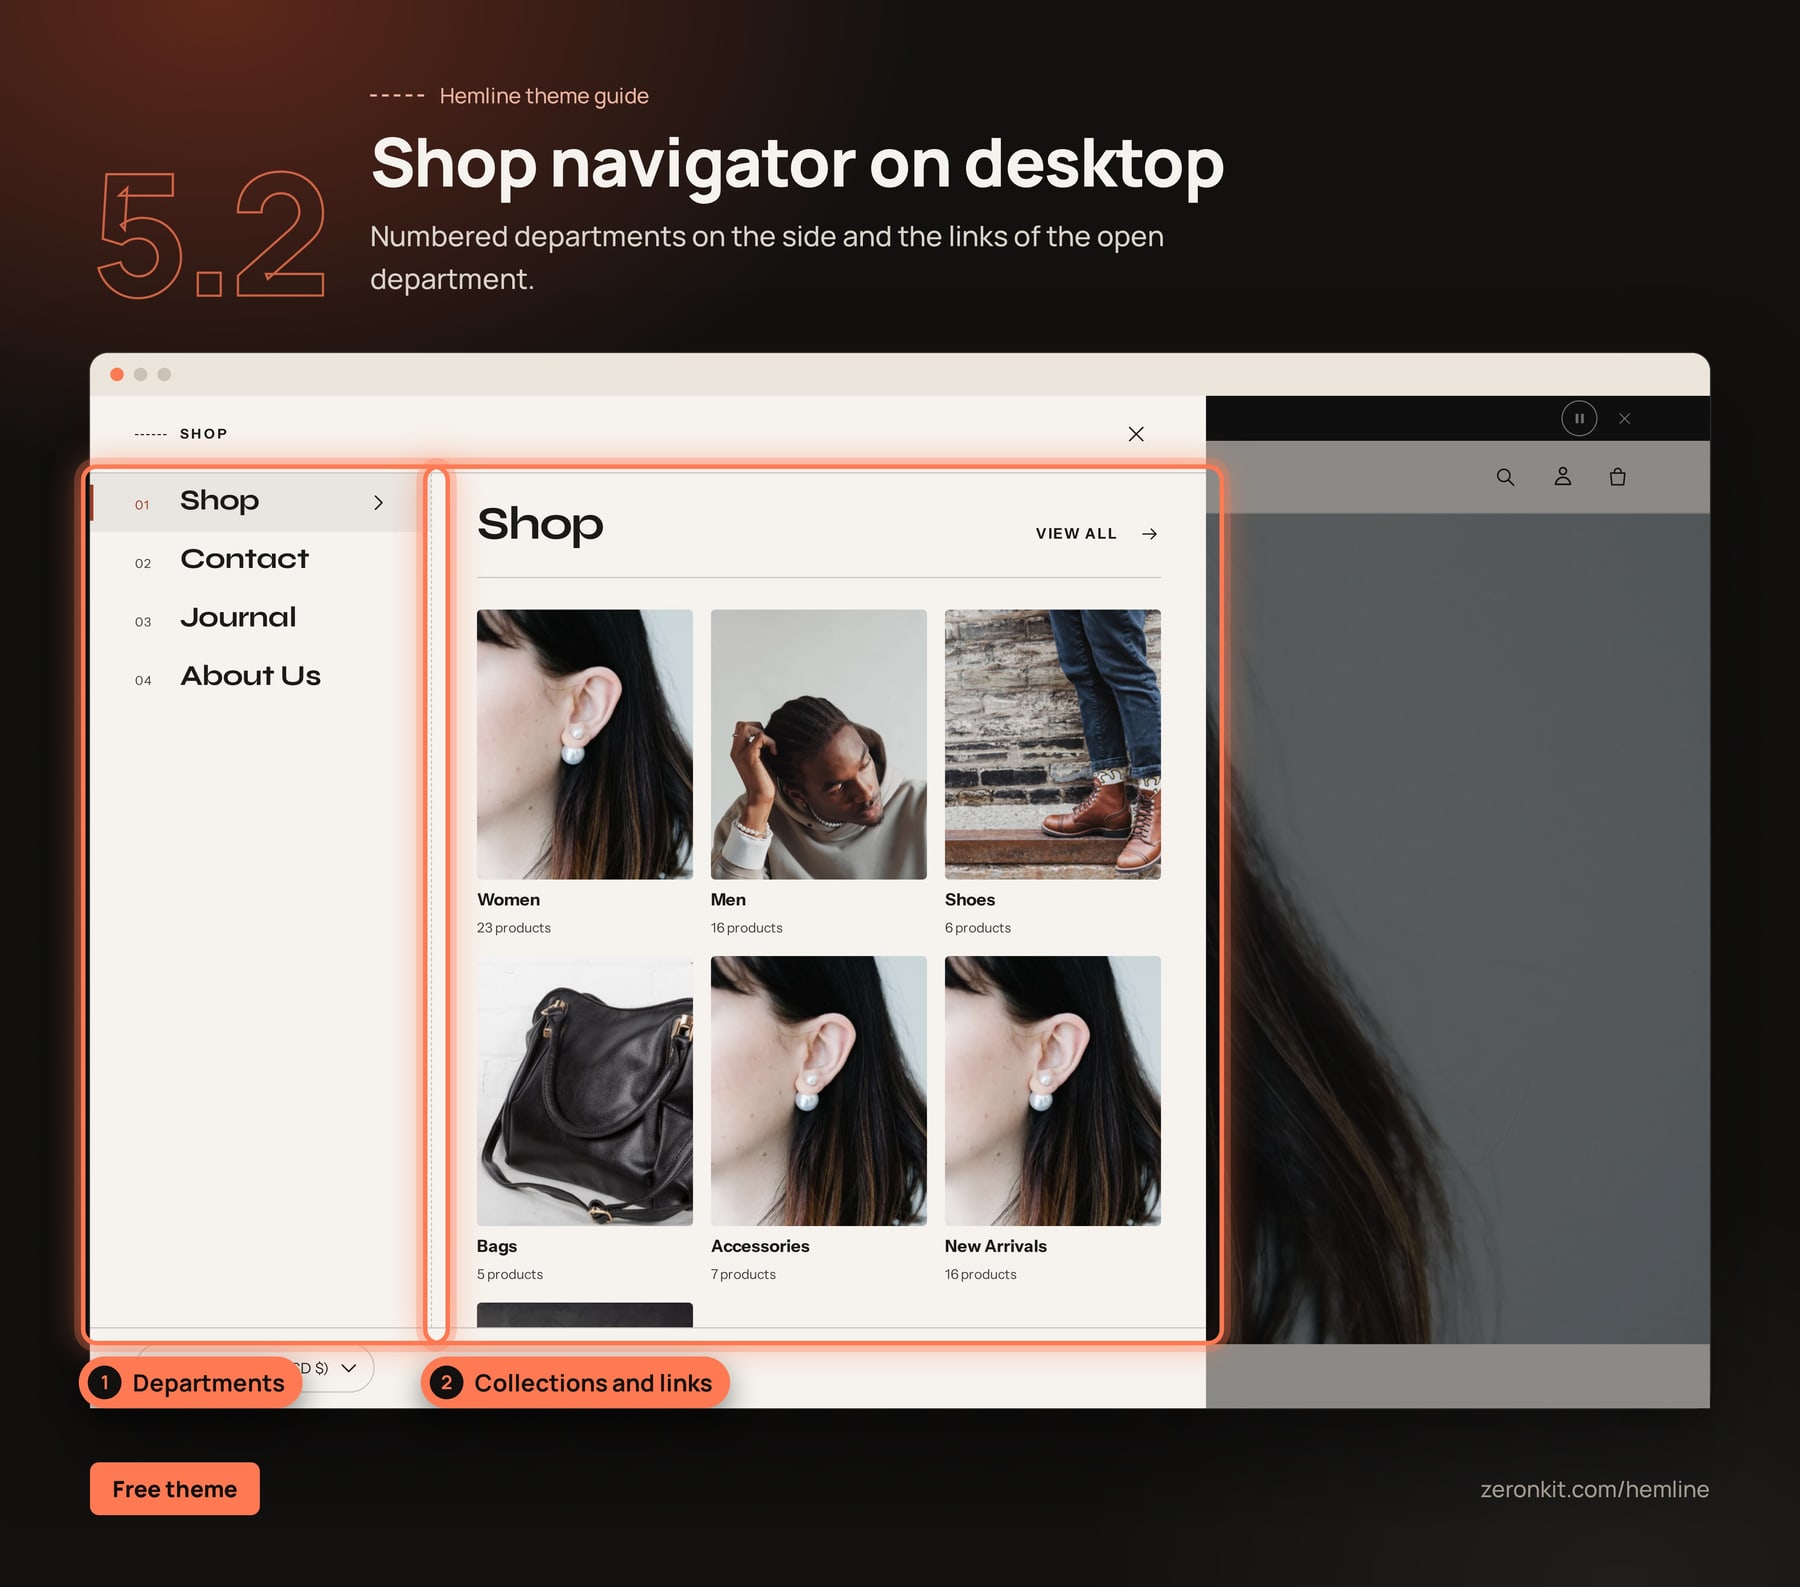 Hemline theme guide
5.2
Shop navigator on desktop
Numbered departments on the side and the links of the open
department.
SHOP
01 Shop
02 Contact
03 Journal
04 About Us
Shop
VIEW ALL
Women
23 products
Men
16 products
Shoes
6 products
Bags
5 products
Accessories
7 products
New Arrivals
16 products
D $)
1 Departments
2 Collections and links
Free theme
zeronkit.com/hemline